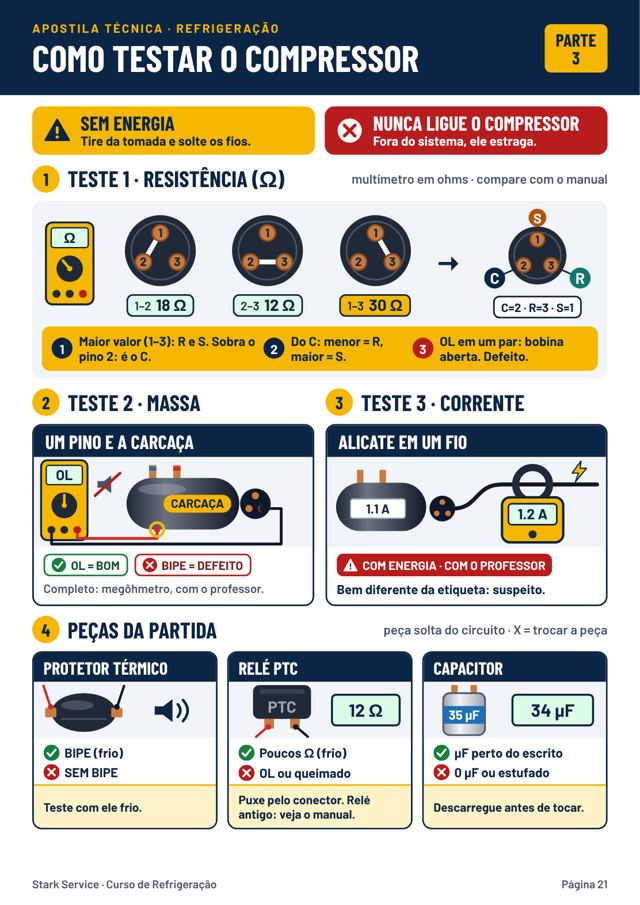 APOSTILA TÉCNICA · REFRIGERAÇÃO
COMO TESTAR O COMPRESSOR
PARTE
3
SEM ENERGIA
Tire da tomada e solte os fios.
NUNCA LIGUE O COMPRESSOR
Fora do sistema, ele estraga.
1
TESTE 1 · RESISTÊNCIA (Ω)
multímetro em ohms · compare com o manual
Ω
1
2
3
1–2 18 Ω
1
2
3
2–3 12 Ω
1
2
3
1–3 30 Ω
S
1
2
3
C
R
C=2 · R=3 · S=1
1
Maior valor (1–3): R e S. Sobra o
pino 2: é o C.
2
Do C: menor = R,
maior = S.
3
OL em um par: bobina
aberta. Defeito.
2
TESTE 2 · MASSA
UM PINO E A CARCAÇA
OL
CARCAÇA
OL = BOM
BIPE = DEFEITO
Completo: megôhmetro, com o professor.
3
TESTE 3 · CORRENTE
ALICATE EM UM FIO
1.1 A
1.2 A
COM ENERGIA · COM O PROFESSOR
Bem diferente da etiqueta: suspeito.
4
PEÇAS DA PARTIDA
peça solta do circuito · X = trocar a peça
PROTETOR TÉRMICO
BIPE (frio)
SEM BIPE
Teste com ele frio.
RELÉ PTC
PTC
12 Ω
Poucos Ω (frio)
OL ou queimado
Puxe pelo conector. Relé
antigo: veja o manual.
CAPACITOR
35 µF
34 µF
µF perto do escrito
0 µF ou estufado
Descarregue antes de tocar.
Stark Service · Curso de Refrigeração
Página 21